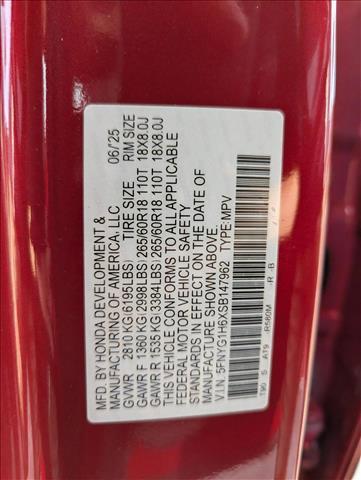 MFD. BY HONDA DEVELOPMENT &
MANUFACTURING OF AMERICA, LLC 06/25
GVWR 2810 KG(6195LBS) TIRE SIZE RIM SIZE
GAWR F 1360 KG(2998LBS) 265/60R18 110T 18X8.0J
GAWR R 1535 KG(3384LBS) 265/60R18 110T 18X8.0J
THIS VEHICLE CONFORMS TO ALL APPLICABLE
FEDERAL MOTOR VEHICLE SAFETY
STANDARDS IN EFFECT ON THE DATE OF
MANUFACTURE SHOWN ABOVE.
V.I.N. 5FNYG1H6XSB147962 TYPE:MPV
T90 S A19 R580M R -B